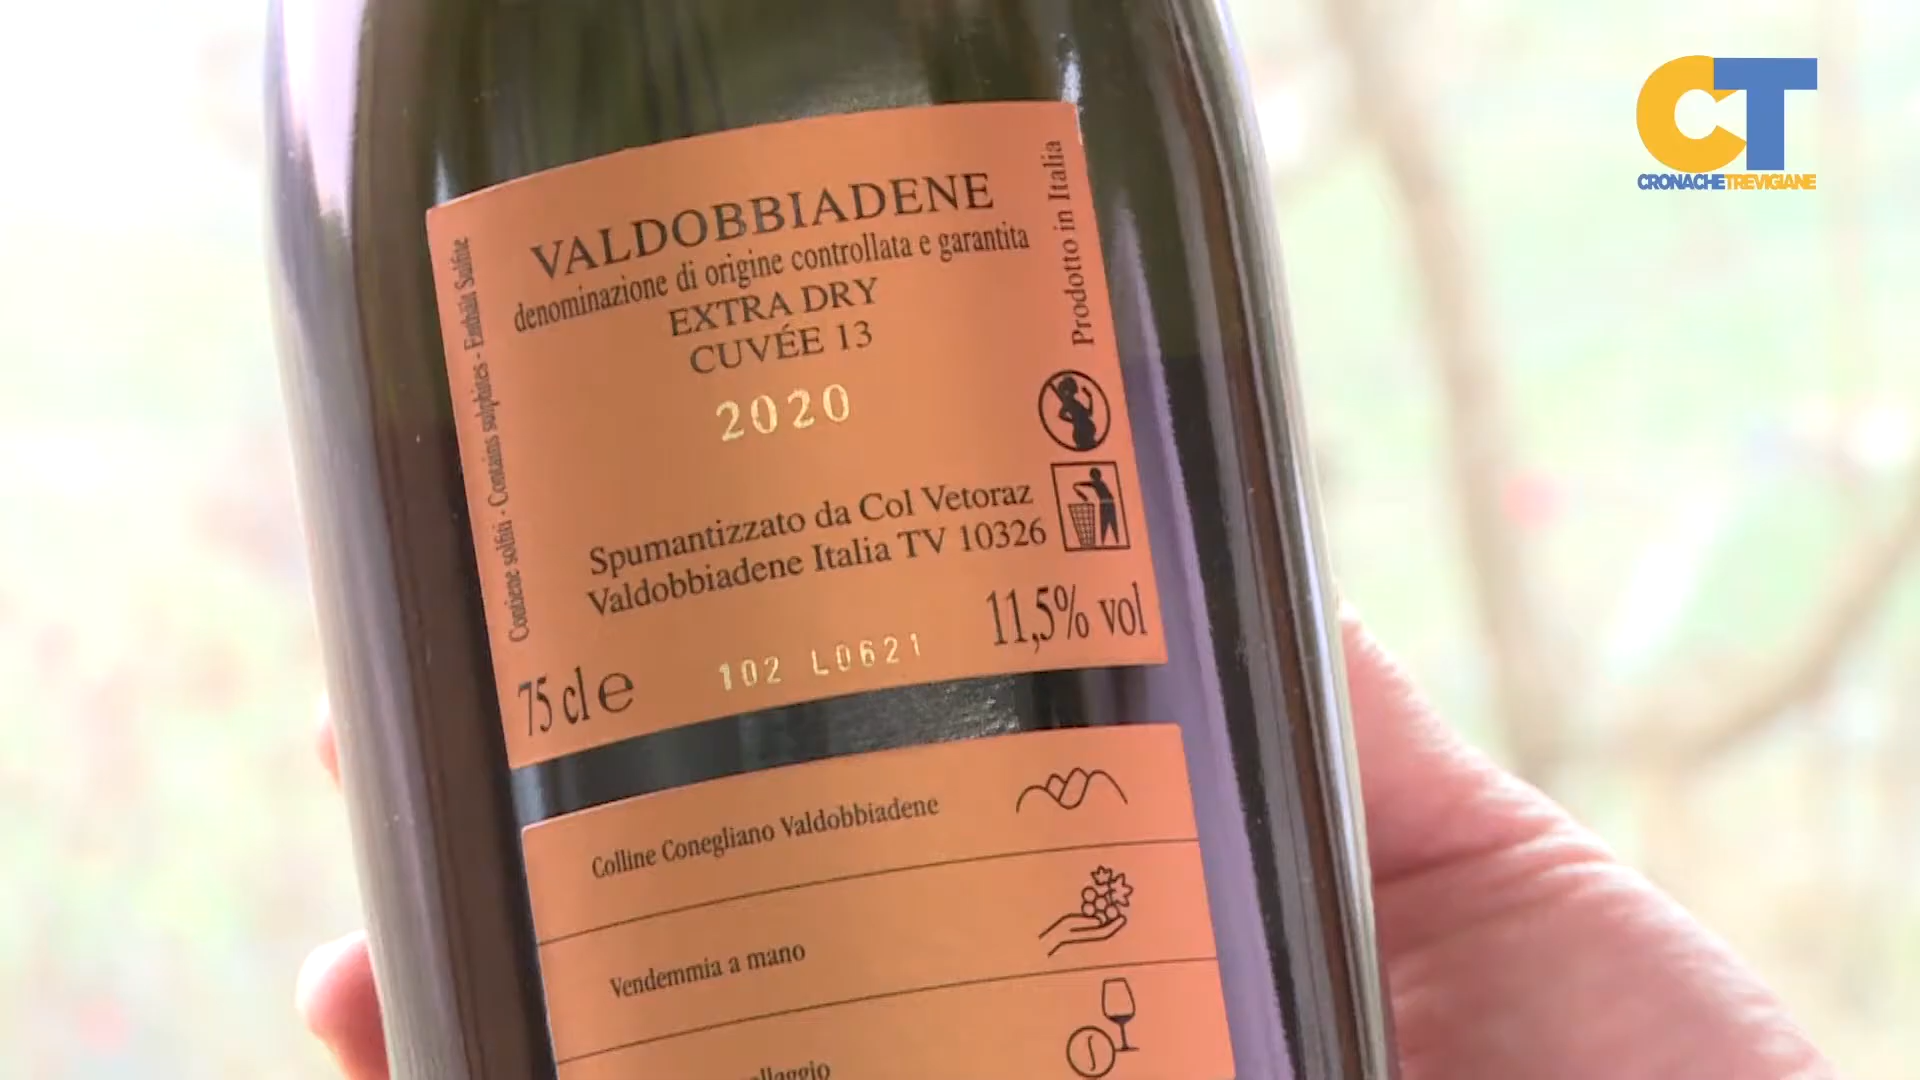 CT
CRONACHETREVIGIANE
VALDOBBIADENE
denominazione di origine controllata e garantita
EXTRA DRY
CUVÉE 13
2020
Spumantizzato da Col Vetoraz
Valdobbiadene Italia TV 10326
75 cl e
102 L0621
11,5% vol
Contiene solfiti - Contains sulphites - Enthält Sulfite
Prodotto in Italia
Colline Conegliano Valdobbiadene
Vendemmia a mano